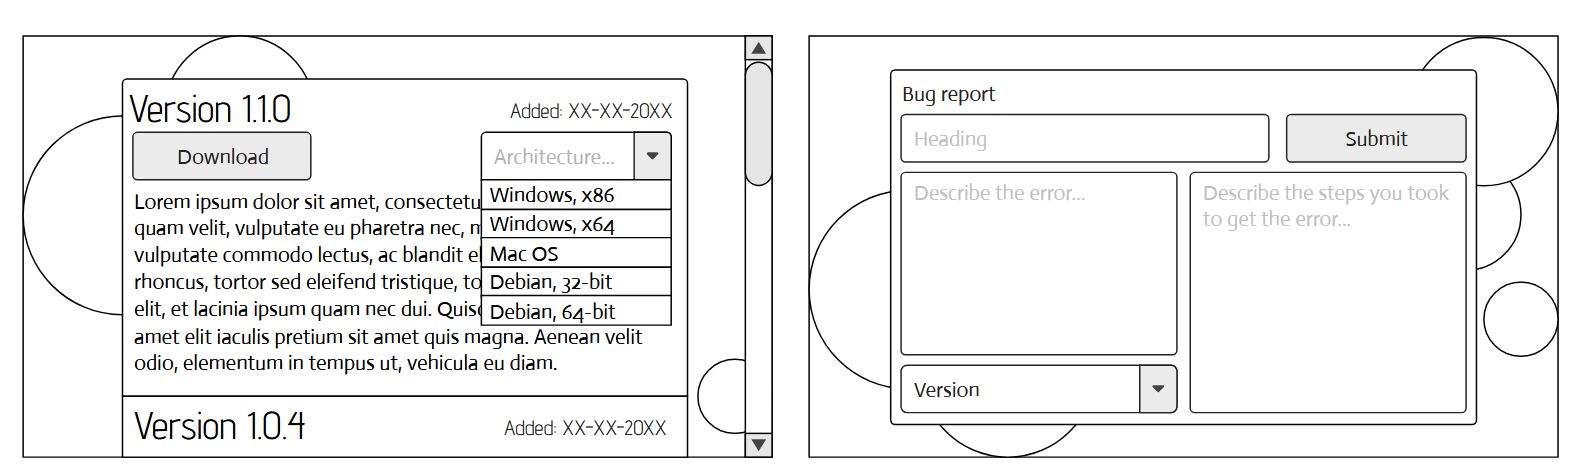 Version 1.1.0
Added: XX-XX-20XX
Download
Architecture...
Windows, x86
Windows, x64
Mac OS
Debian, 32-bit
Debian, 64-bit
Lorem ipsum dolor sit amet, consectetu
quam velit, vulputate eu pharetra nec,
vulputate commodo lectus, ac blandit
rhoncus, tortor sed eleifend tristique,
elit, et lacinia ipsum quam nec dui.
amet elit iaculis pretium sit amet quis magna. Aenean velit
odio, elementum in tempus ut, vehicula eu diam.
Version 1.0.4
Added: XX-XX-20XX
Bug report
Heading
Submit
Describe the error...
Describe the steps you took
to get the error...
Version